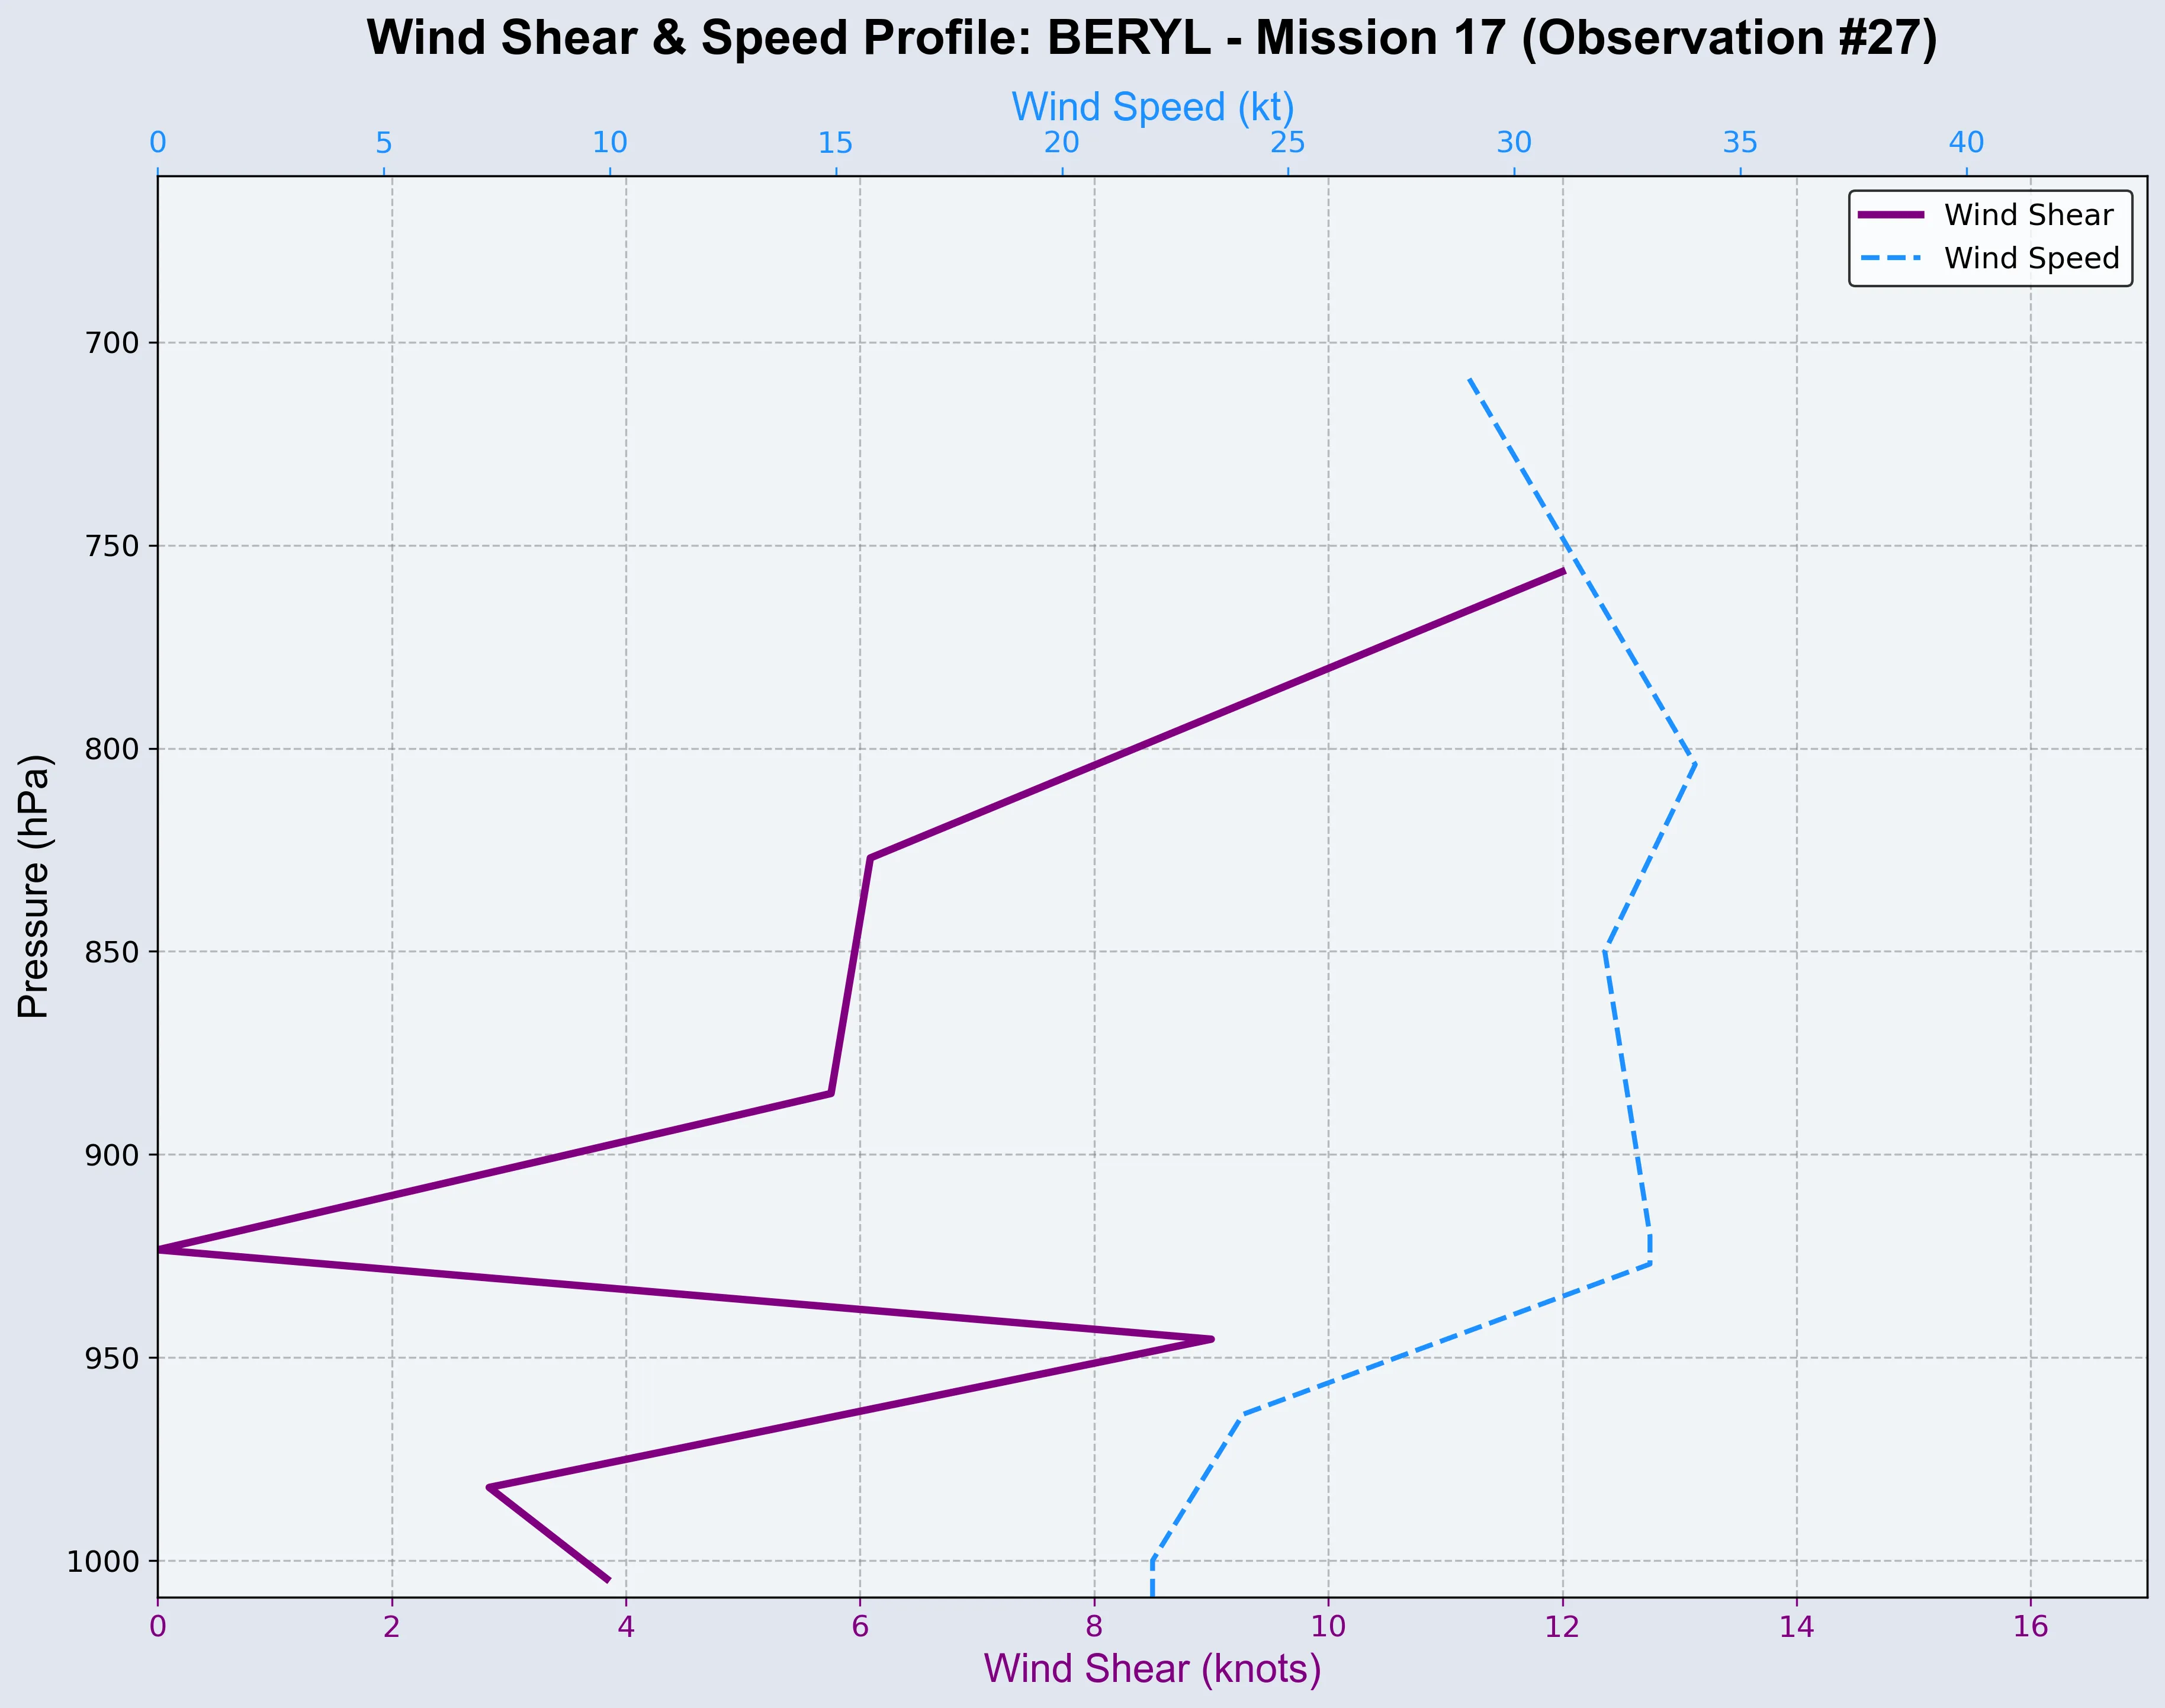 Wind Shear & Speed Profile: BERYL - Mission 17 (Observation #27)
Wind Speed (kt)
0 5 10 15 20 25 30 35 40
Wind Shear
Wind Speed
Pressure (hPa)
700
750
800
850
900
950
1000
0 2 4 6 8 10 12 14 16
Wind Shear (knots)